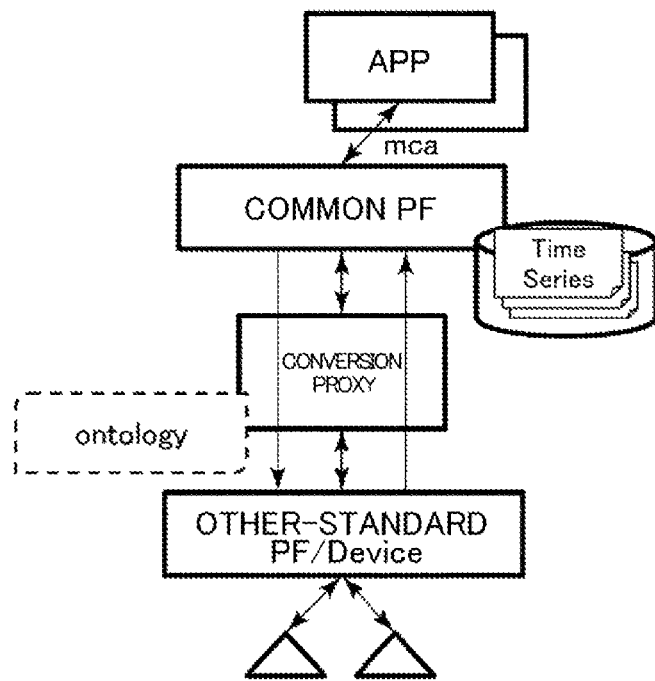 APP
mca
COMMON PF
Time
Series
CONVERSION
PROXY
ontology
OTHER-STANDARD
PF/Device